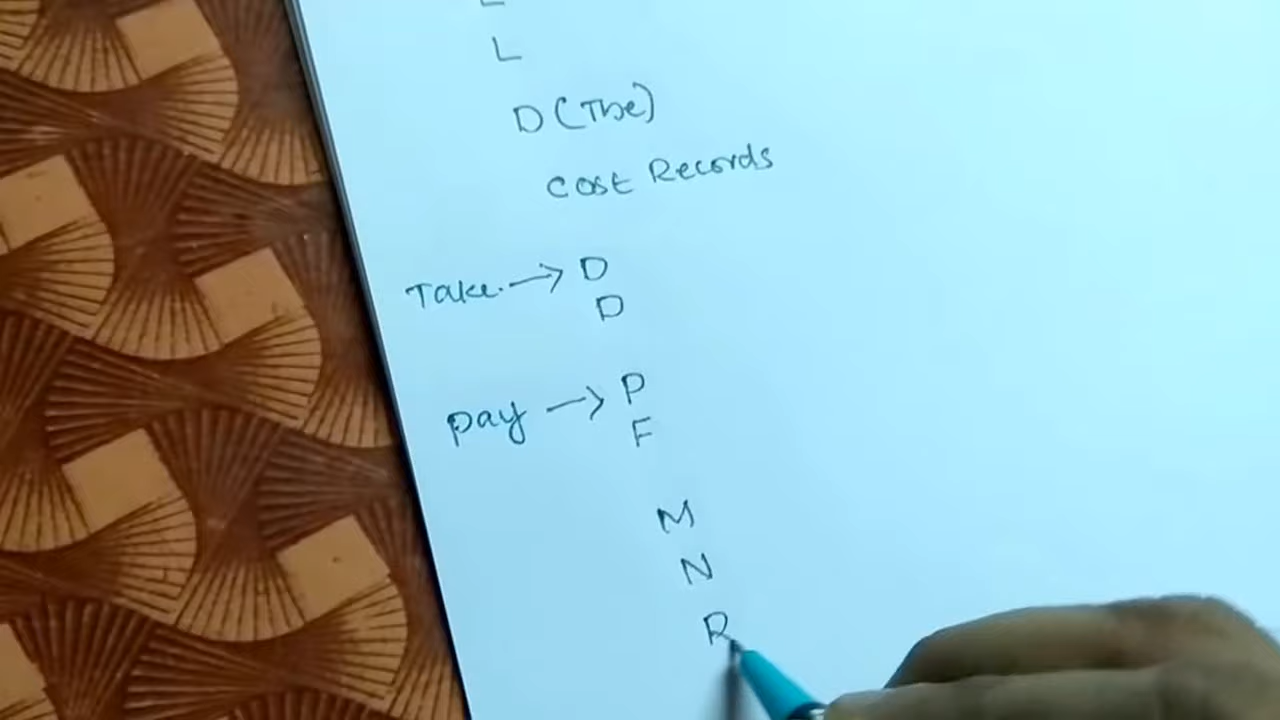 L
D (The)
Cost Records
Take → D
D
Pay → P
F
M
N
R